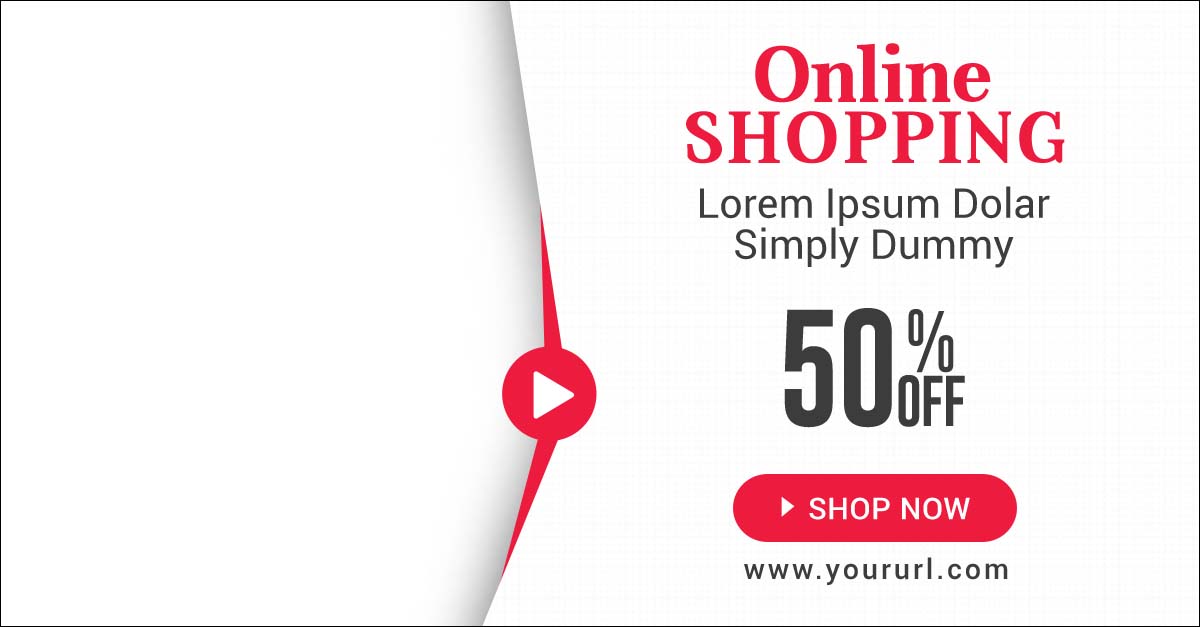 Online
SHOPPING
Lorem Ipsum Dolar
Simply Dummy
50%
OFF
SHOP NOW
www.yoururl.com